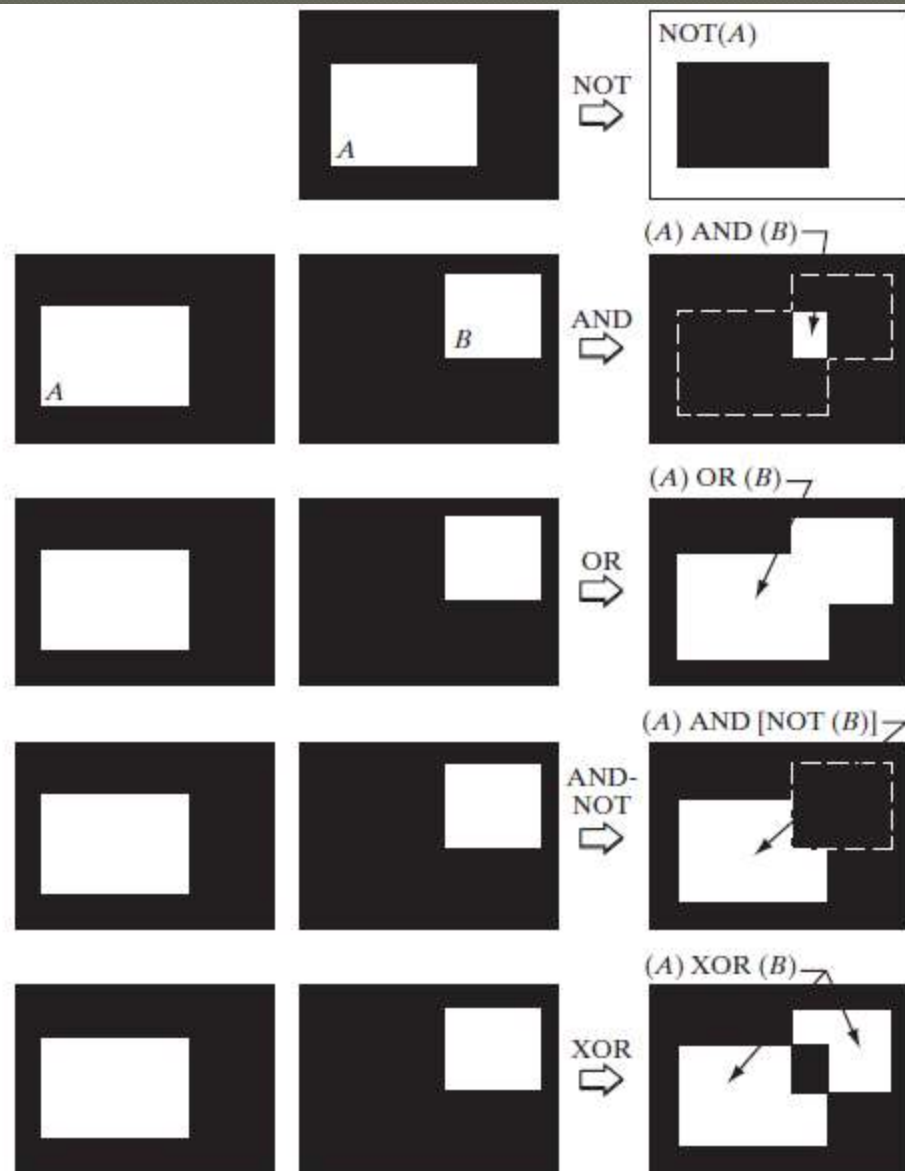 NOT(A)
NOT
A
(A) AND (B)
AND
B
A
(A) OR (B)
OR
(A) AND [NOT (B)]
AND-
NOT
(A) XOR (B)
XOR